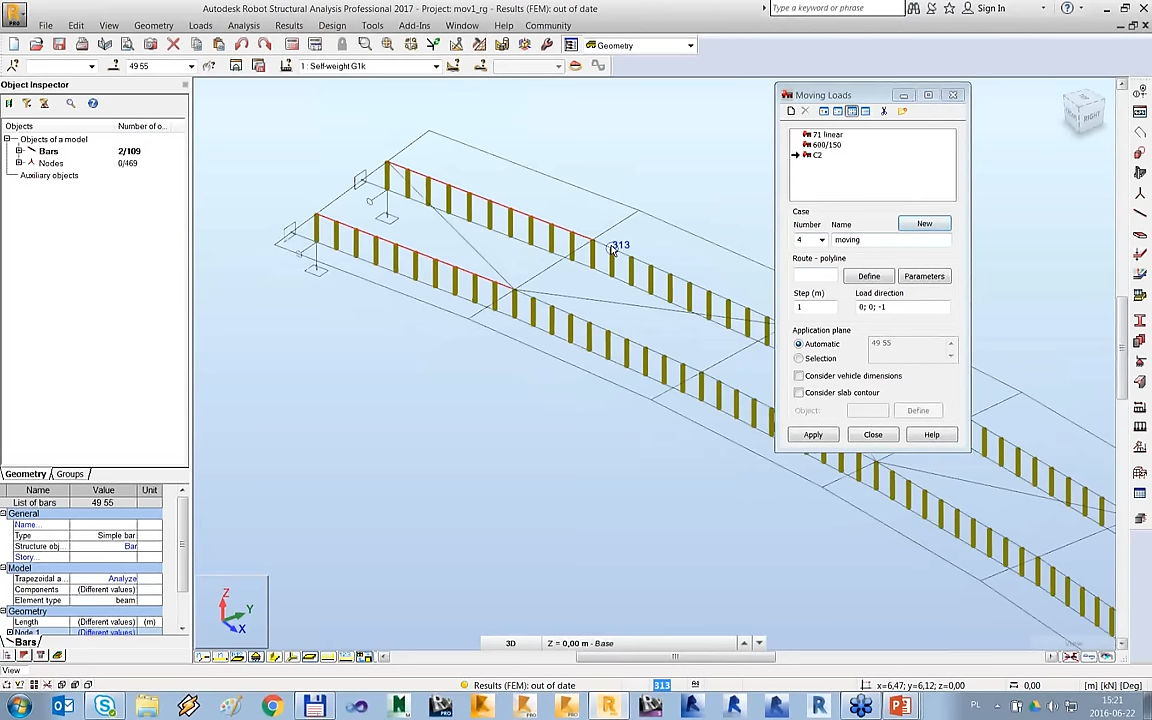 PRO
Autodesk Robot Structural Analysis Professional 2017 - Project: mov1_rg - Results (FEM): out of date
Type a keyword or phrase
Sign In
File Edit View Geometry Loads Analysis Results Design Tools Add-Ins Window Help Community
Geometry
49 55
1 : Self-weight G1k
Object Inspector
Objects Number of o...
Objects of a model
Bars 2/109
Nodes 0/469
Auxiliary objects
Geometry Groups
Name Value Unit
List of bars 49 55
General
Name...
Type Simple bar
Structure obj... Bar
Story...
Model
Trapezoidal a... Analyze
Components (Different values)
Element type beam
Geometry
Length (Different values) (m)
Node 1 (Different values)
Bars
View
313
RIGHT
Moving Loads
71 linear
600/150
C2
Case
Number Name
New
4 moving
Route - polyline
Define Parameters
Step (m) Load direction
1 0; 0; -1
Application plane
Automatic 49 55
Selection
Consider vehicle dimensions
Consider slab contour
Object: Define
Apply Close Help
Z
Y
X
3D Z = 0,00 m - Base
View
Results (FEM): out of date 313 x=6,47; y=6,12; z=0,00 0,00 [m] [kN] [Deg]
PL 15:21
2016-06-22